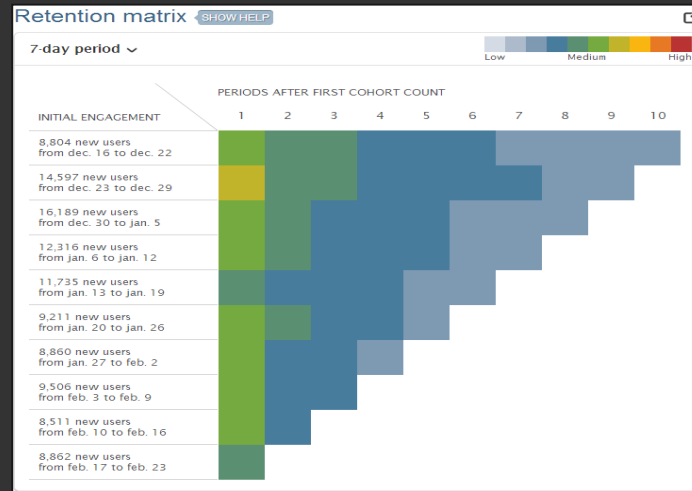 Retention matrix SHOW HELP
7-day period
Low Medium High
PERIODS AFTER FIRST COHORT COUNT
INITIAL ENGAGEMENT 1 2 3 4 5 6 7 8 9 10
8,804 new users
from dec. 16 to dec. 22
14,597 new users
from dec. 23 to dec. 29
16,189 new users
from dec. 30 to jan. 5
12,316 new users
from jan. 6 to jan. 12
11,735 new users
from jan. 13 to jan. 19
9,211 new users
from jan. 20 to jan. 26
8,860 new users
from jan. 27 to feb. 2
9,506 new users
from feb. 3 to feb. 9
8,511 new users
from feb. 10 to feb. 16
8,862 new users
from feb. 17 to feb. 23